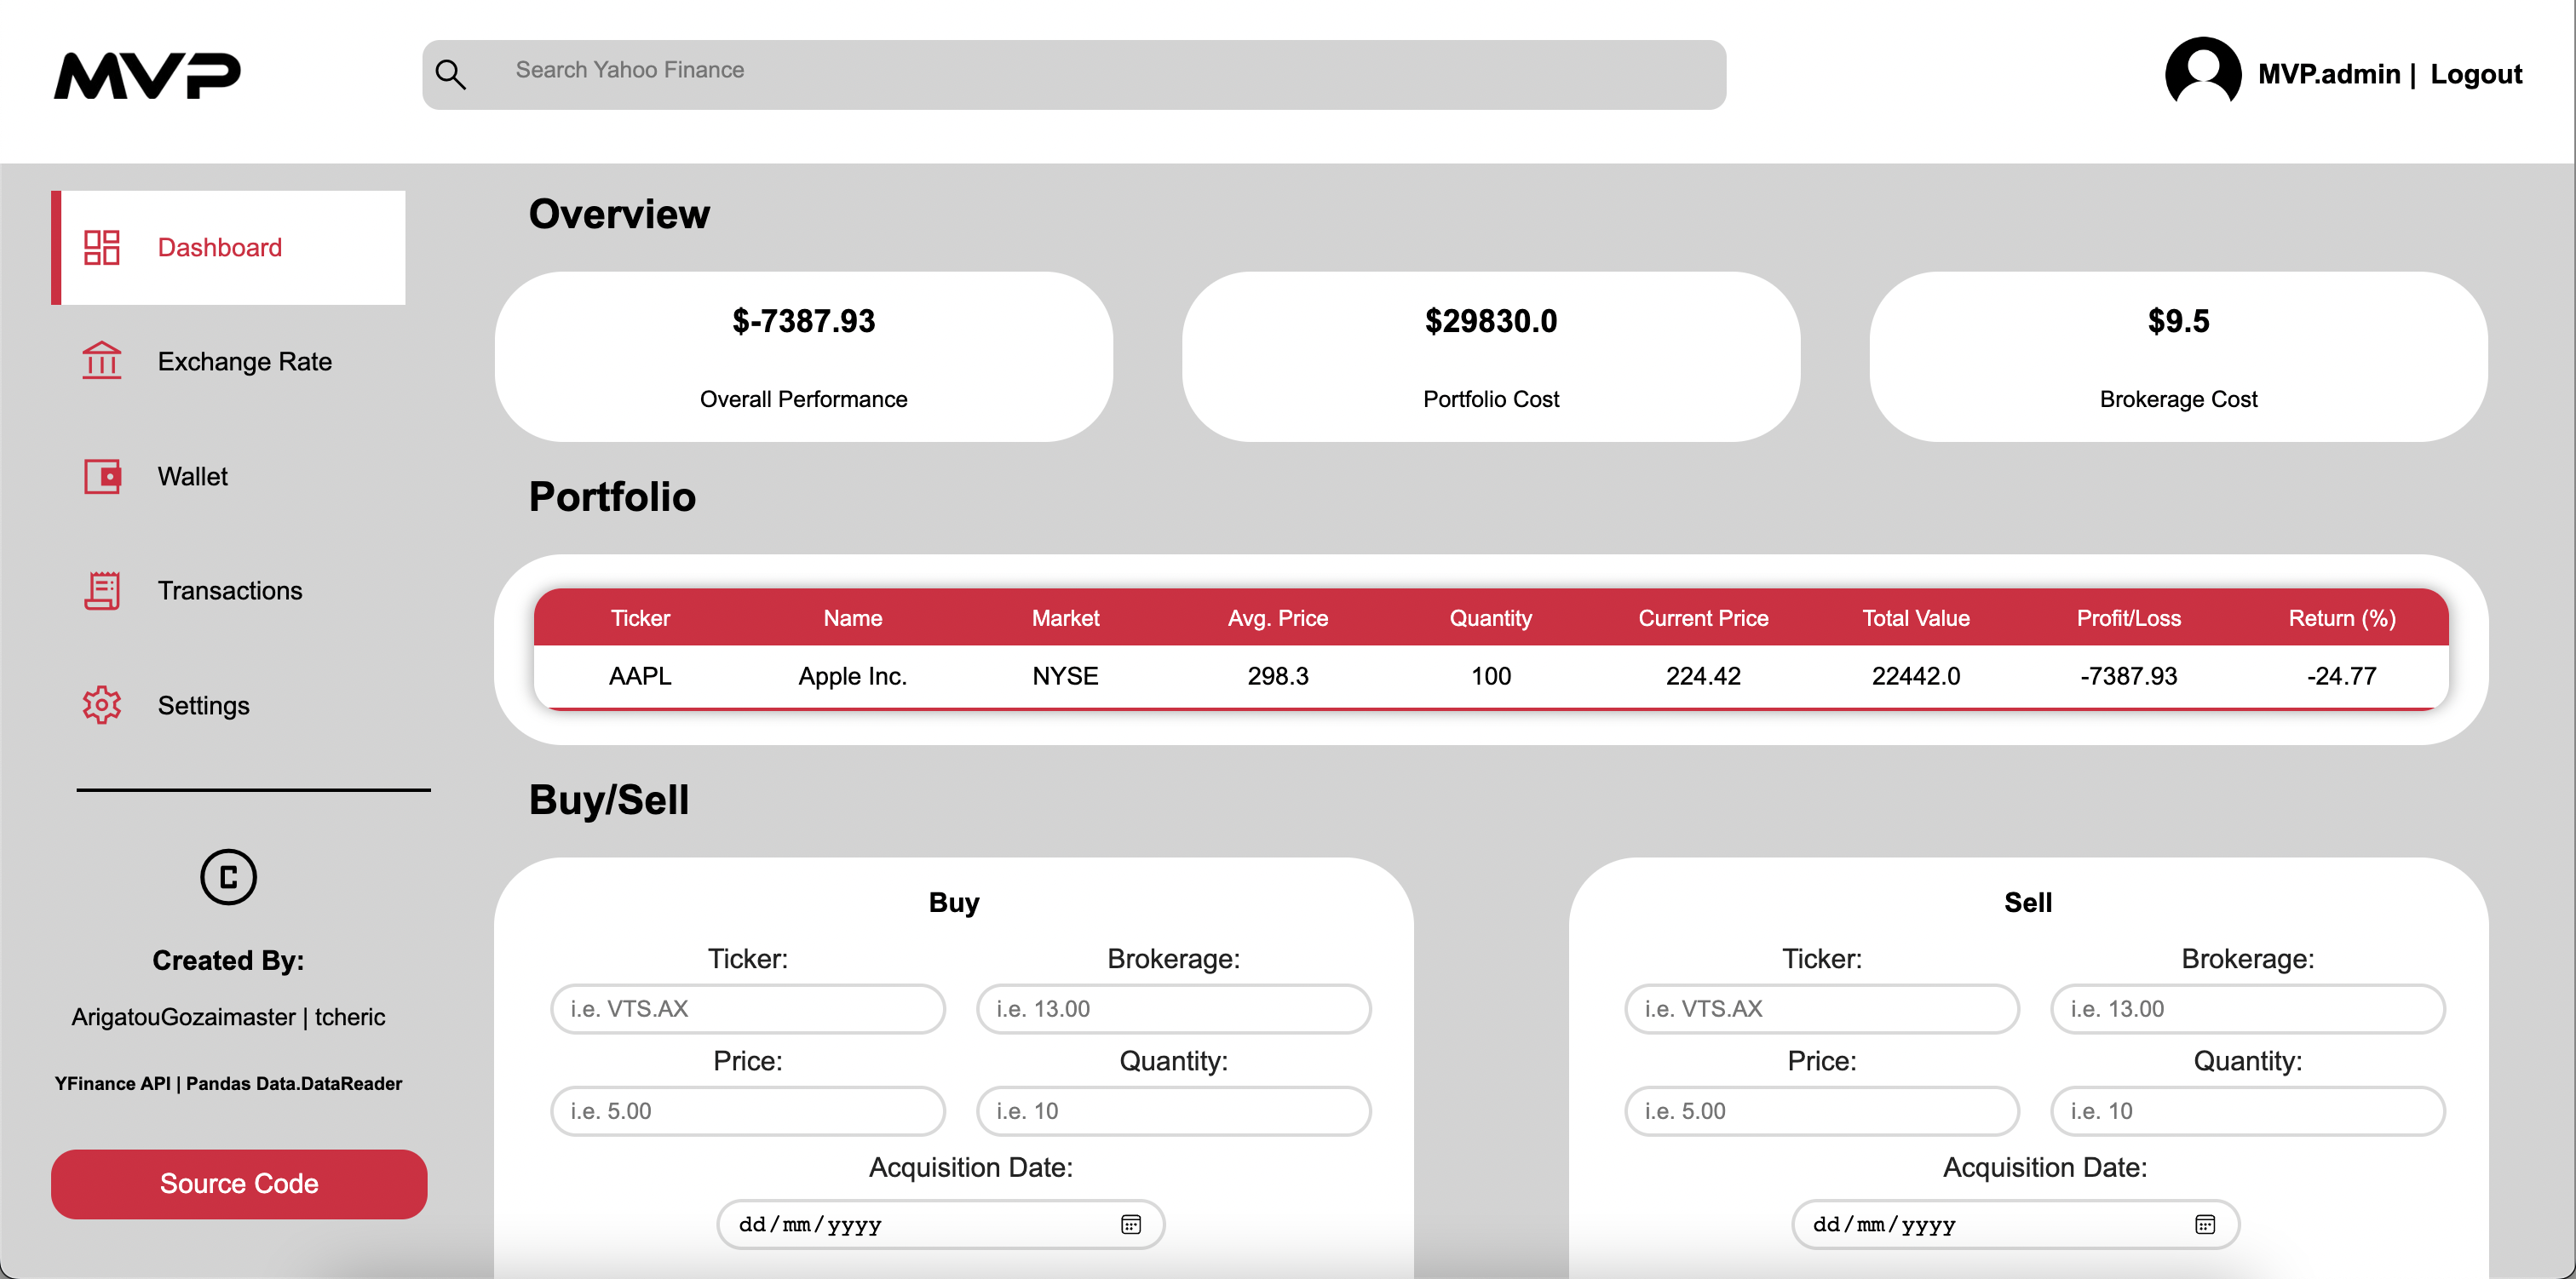 MVP
Search Yahoo Finance
MVP.admin | Logout
Dashboard
Exchange Rate
Wallet
Transactions
Settings
C
Created By:
ArigatouGozaimaster | tcheric
YFinance API | Pandas Data.DataReader
Source Code
Overview
$-7387.93
Overall Performance
$29830.0
Portfolio Cost
$9.5
Brokerage Cost
Portfolio
Ticker Name Market Avg. Price Quantity Current Price Total Value Profit/Loss Return (%)
AAPL Apple Inc. NYSE 298.3 100 224.42 22442.0 -7387.93 -24.77
Buy/Sell
Buy
Ticker: Brokerage:
i.e. VTS.AX i.e. 13.00
Price: Quantity:
i.e. 5.00 i.e. 10
Acquisition Date:
dd/mm/yyyy
Sell
Ticker: Brokerage:
i.e. VTS.AX i.e. 13.00
Price: Quantity:
i.e. 5.00 i.e. 10
Acquisition Date:
dd/mm/yyyy